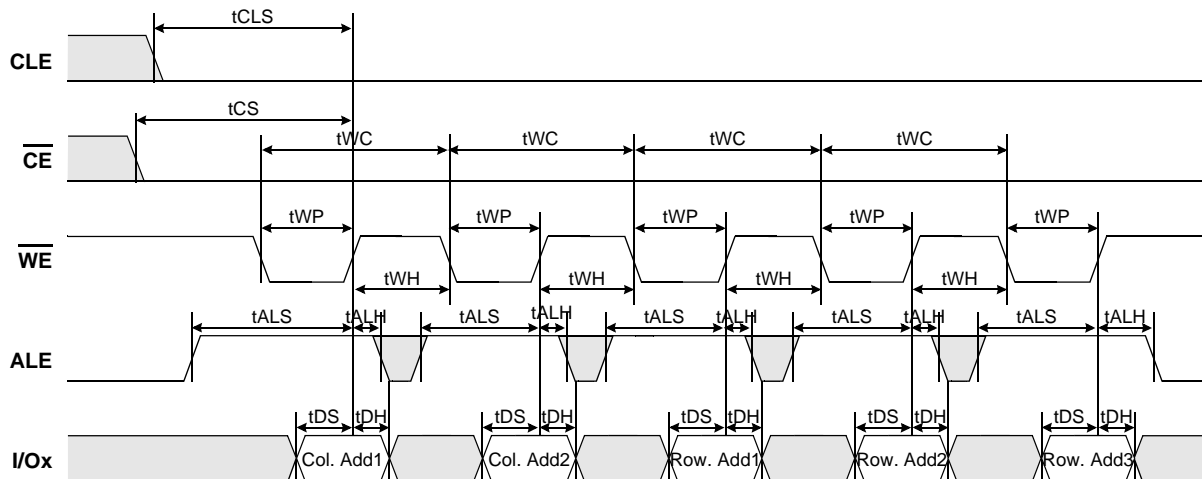 tCLS
CLE
tCS
CE
tWC tWC tWC tWC
tWP tWP tWP tWP tWP
WE
tWH tWH tWH tWH
tALS tALH tALS tALH tALS tALH tALS tALH tALS tALH
ALE
tDS tDH tDS tDH tDS tDH tDS tDH tDS tDH
I/Ox Col. Add1 Col. Add2 Row. Add1 Row. Add2 Row. Add3